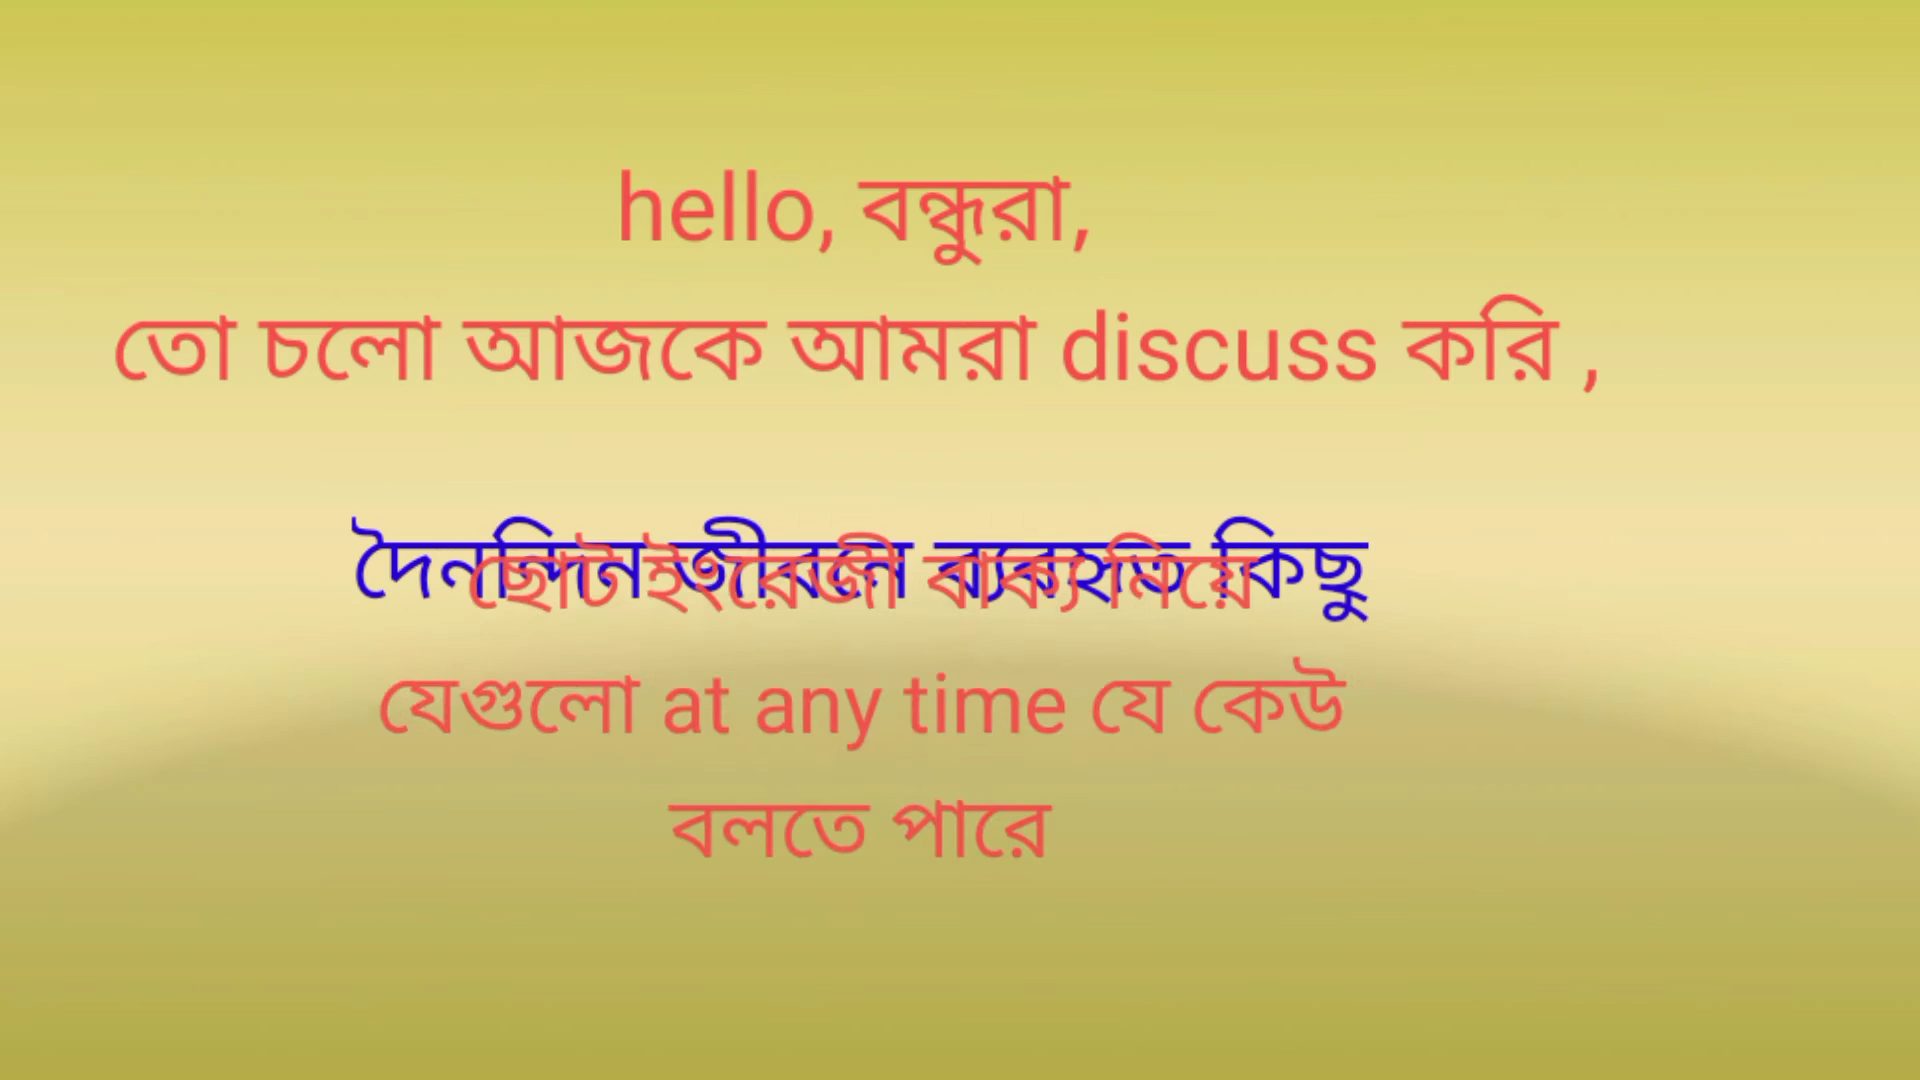 hello, বন্ধুরা,
তো চলো আজকে আমরা discuss করি ,
দৈনন্দিন জীবনে ব্যবহৃত কিছু
ছোট ইংরেজী বাক্য নিয়ে
যেগুলো at any time যে কেউ
বলতে পারে